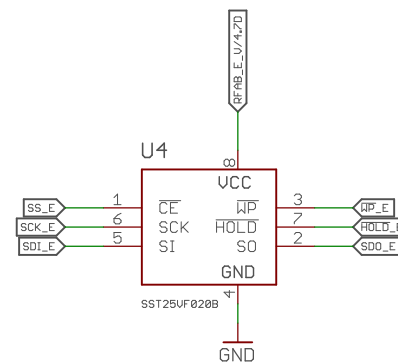 RFAB_E_V/4.7D
U4
8
VCC
SS_E 1 CE WP 3 WP_E
SCK_E 6 SCK HOLD 7 HOLD_E
SDI_E 5 SI SO 2 SDO_E
GND
4
SST25VF020B
GND